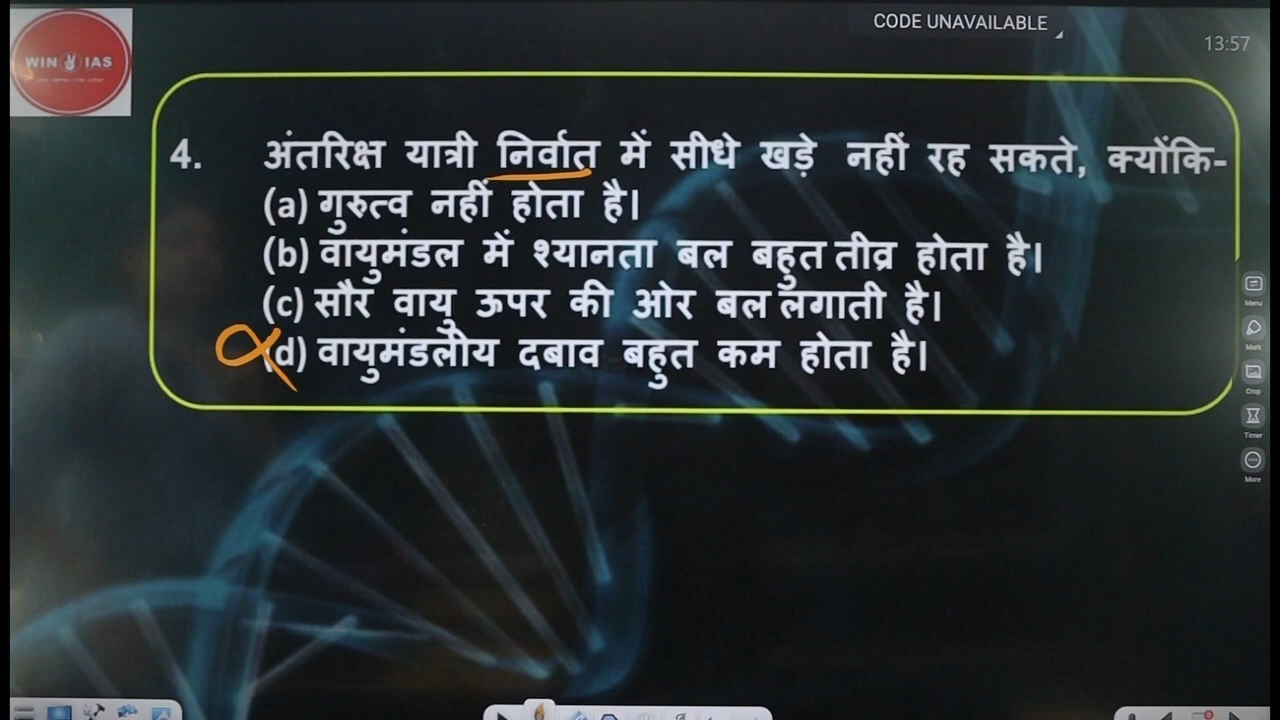 CODE UNAVAILABLE
13:57
WIN IAS
4. अंतरिक्ष यात्री निर्वात में सीधे खड़े नहीं रह सकते, क्योंकि-
(a) गुरुत्व नहीं होता है।
(b) वायुमंडल में श्यानता बल बहुत तीव्र होता है।
(c) सौर वायु ऊपर की ओर बल लगाती है।
(d) वायुमंडलीय दबाव बहुत कम होता है।
Menu
Mark
Crop
Timer
More